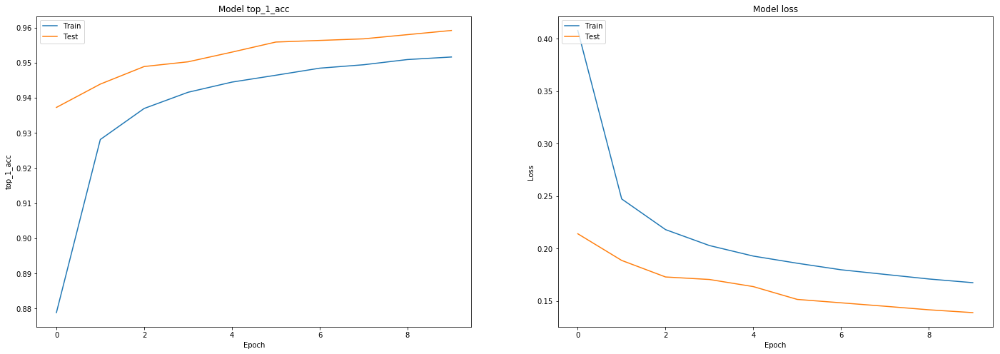 Model top_1_acc
Train
Test
0.96
0.95
0.94
0.93
0.92
0.91
0.90
0.89
0.88
top_1_acc
0 2 4 6 8
Epoch
Model loss
Train
Test
0.40
0.35
0.30
0.25
0.20
0.15
Loss
0 2 4 6 8
Epoch